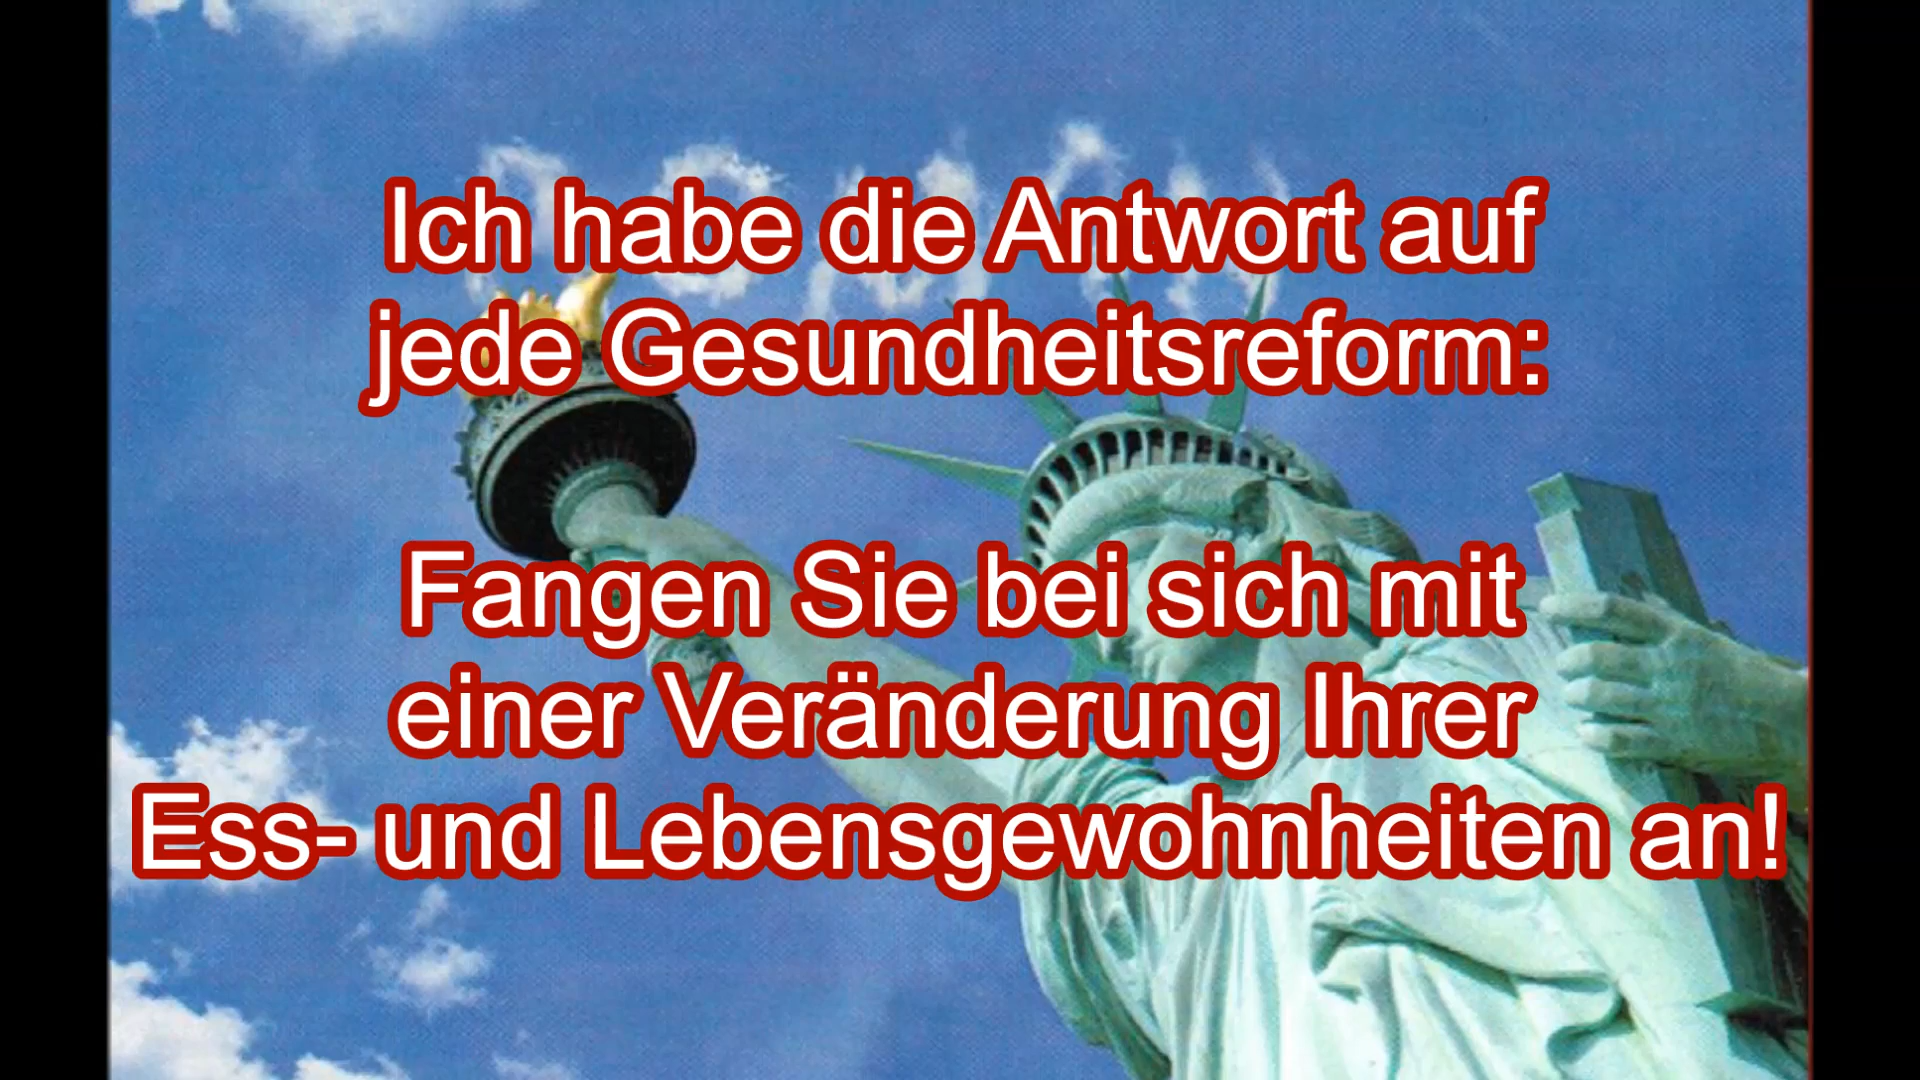 Ich habe die Antwort auf
jede Gesundheitsreform:
Fangen Sie bei sich mit
einer Veränderung Ihrer
Ess- und Lebensgewohnheiten an!